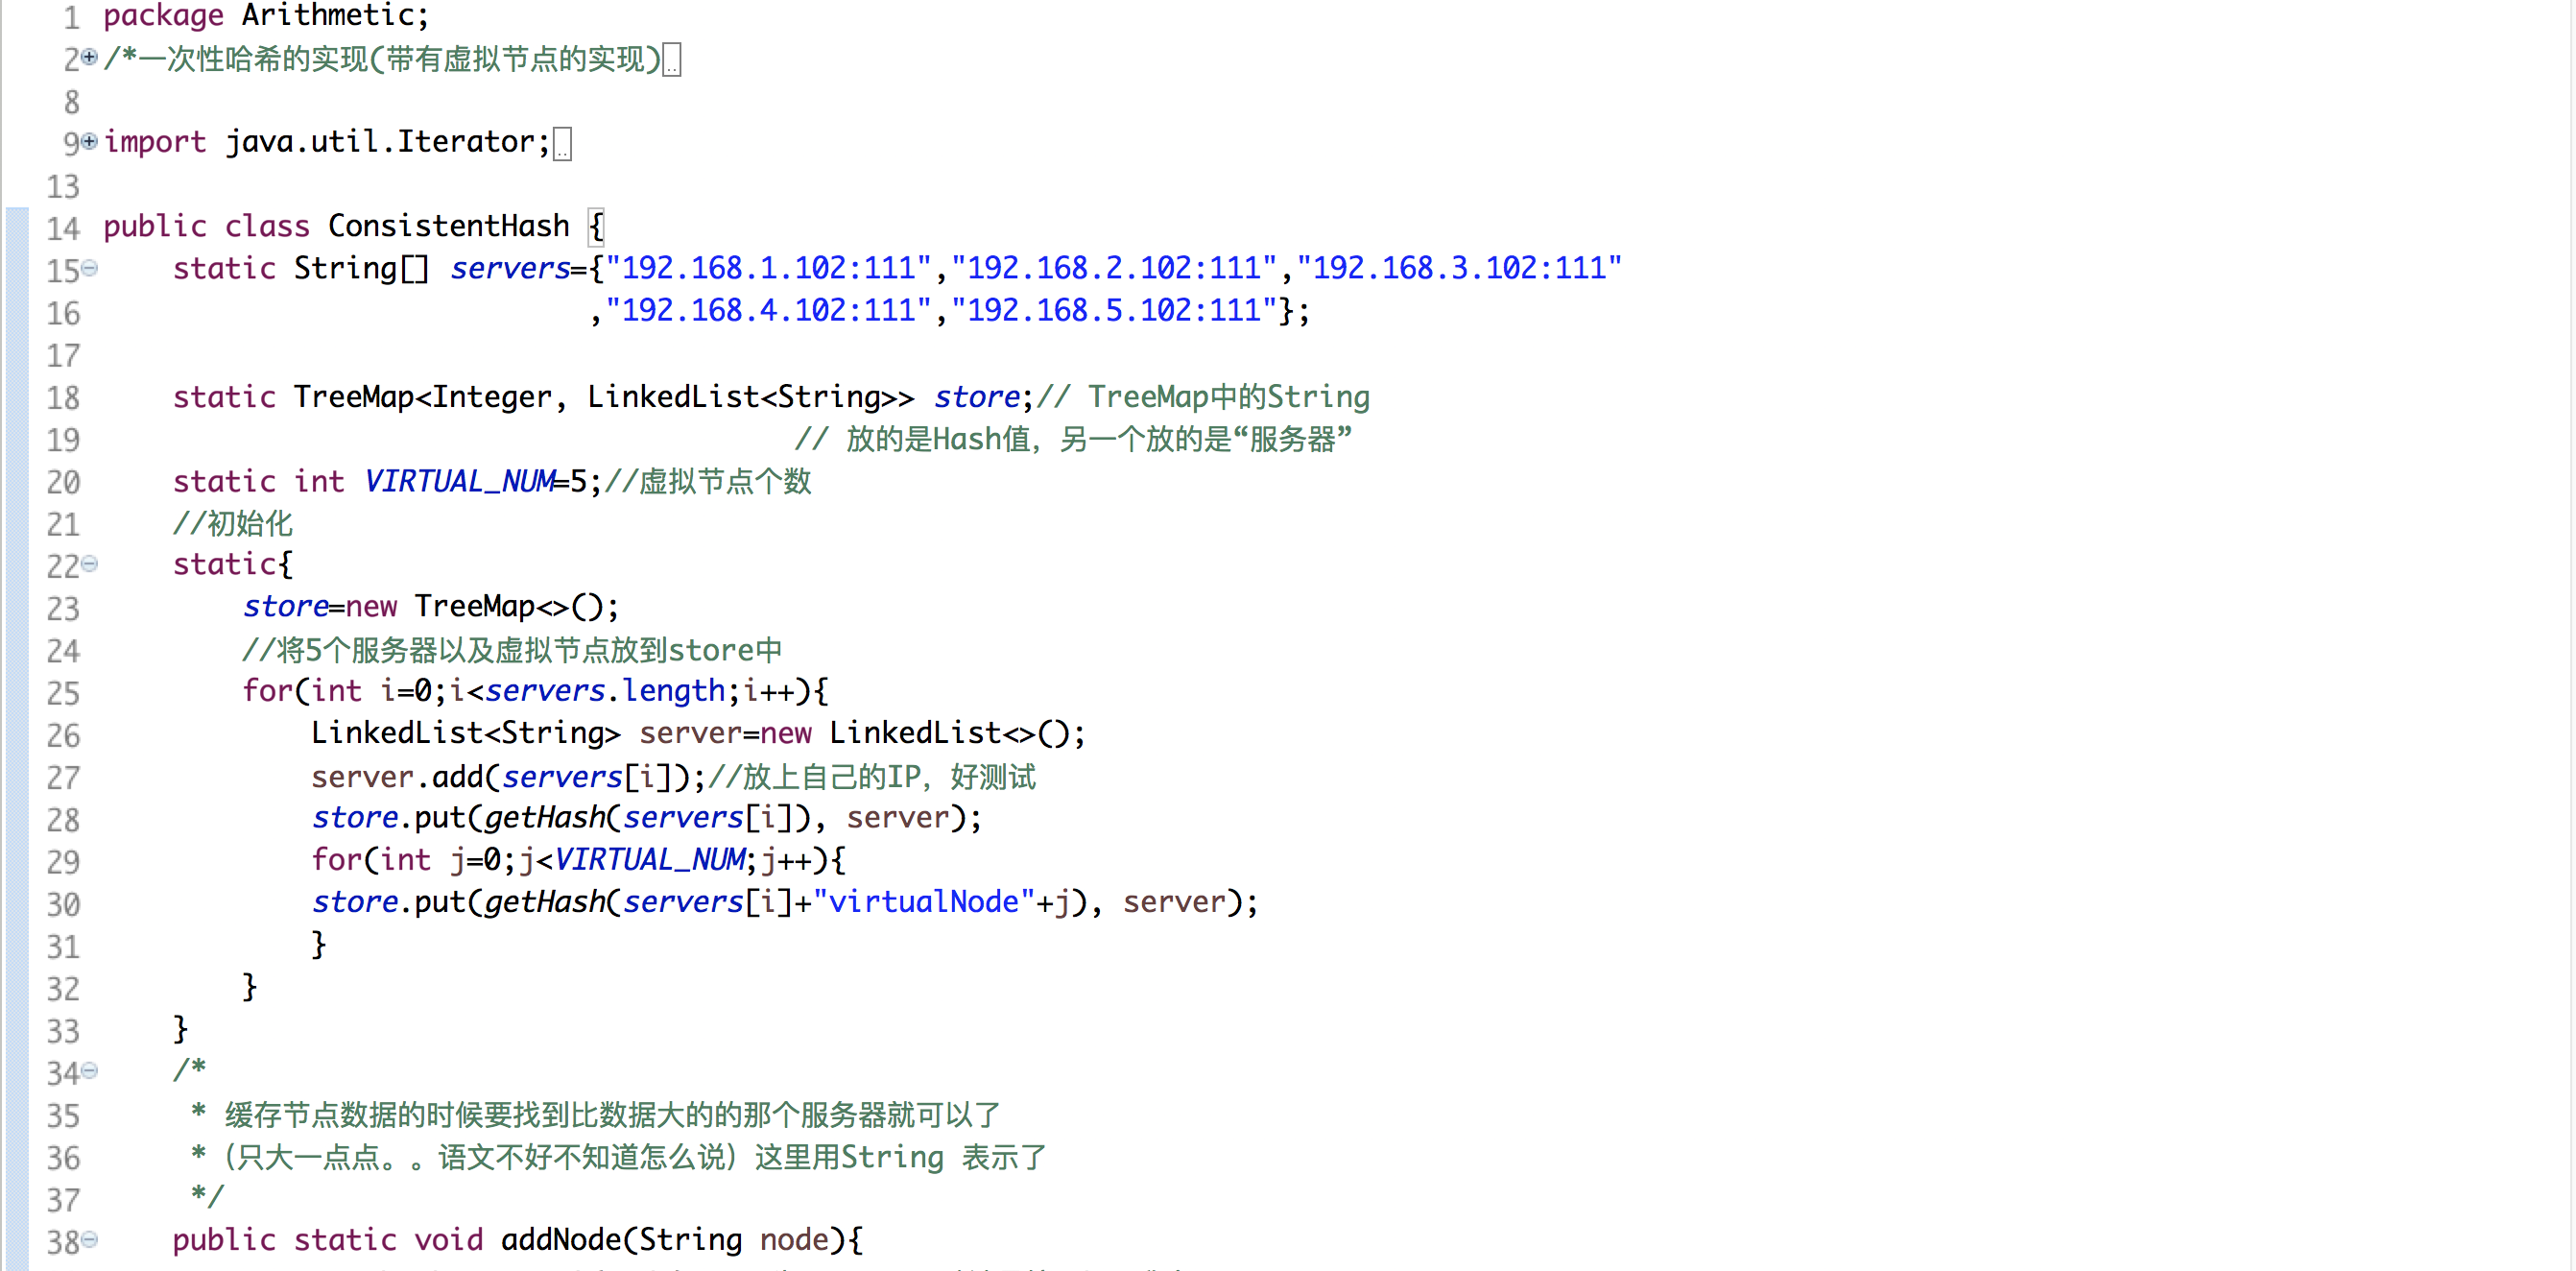 1 package Arithmetic;
2 /*一次性哈希的实现(带有虚拟节点的实现)
8
9 import java.util.Iterator;
13
14 public class ConsistentHash {
15 static String[] servers={"192.168.1.102:111","192.168.2.102:111","192.168.3.102:111"
16 ,"192.168.4.102:111","192.168.5.102:111"};
17
18 static TreeMap<Integer, LinkedList<String>> store;// TreeMap中的String
19 // 放的是Hash值，另一个放的是“服务器”
20 static int VIRTUAL_NUM=5;//虚拟节点个数
21 //初始化
22 static{
23 store=new TreeMap<>();
24 //将5个服务器以及虚拟节点放到store中
25 for(int i=0;i<servers.length;i++){
26 LinkedList<String> server=new LinkedList<>();
27 server.add(servers[i]);//放上自己的IP，好测试
28 store.put(getHash(servers[i]), server);
29 for(int j=0;j<VIRTUAL_NUM;j++){
30 store.put(getHash(servers[i]+"virtualNode"+j), server);
31 }
32 }
33 }
34 /*
35 * 缓存节点数据的时候要找到比数据大的的那个服务器就可以了
36 *（只大一点点。。语文不好不知道怎么说）这里用String 表示了
37 */
38 public static void addNode(String node){